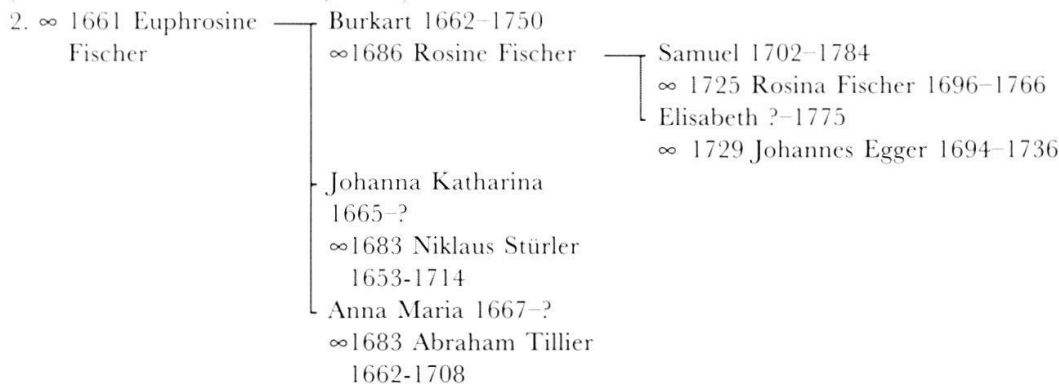 2. ∞ 1661 Euphrosine
Fischer
Burkart 1662–1750
∞1686 Rosine Fischer
Samuel 1702–1784
∞ 1725 Rosina Fischer 1696–1766
Elisabeth ?–1775
∞ 1729 Johannes Egger 1694–1736
Johanna Katharina
1665–?
∞1683 Niklaus Stürler
1653-1714
Anna Maria 1667–?
∞1683 Abraham Tillier
1662-1708